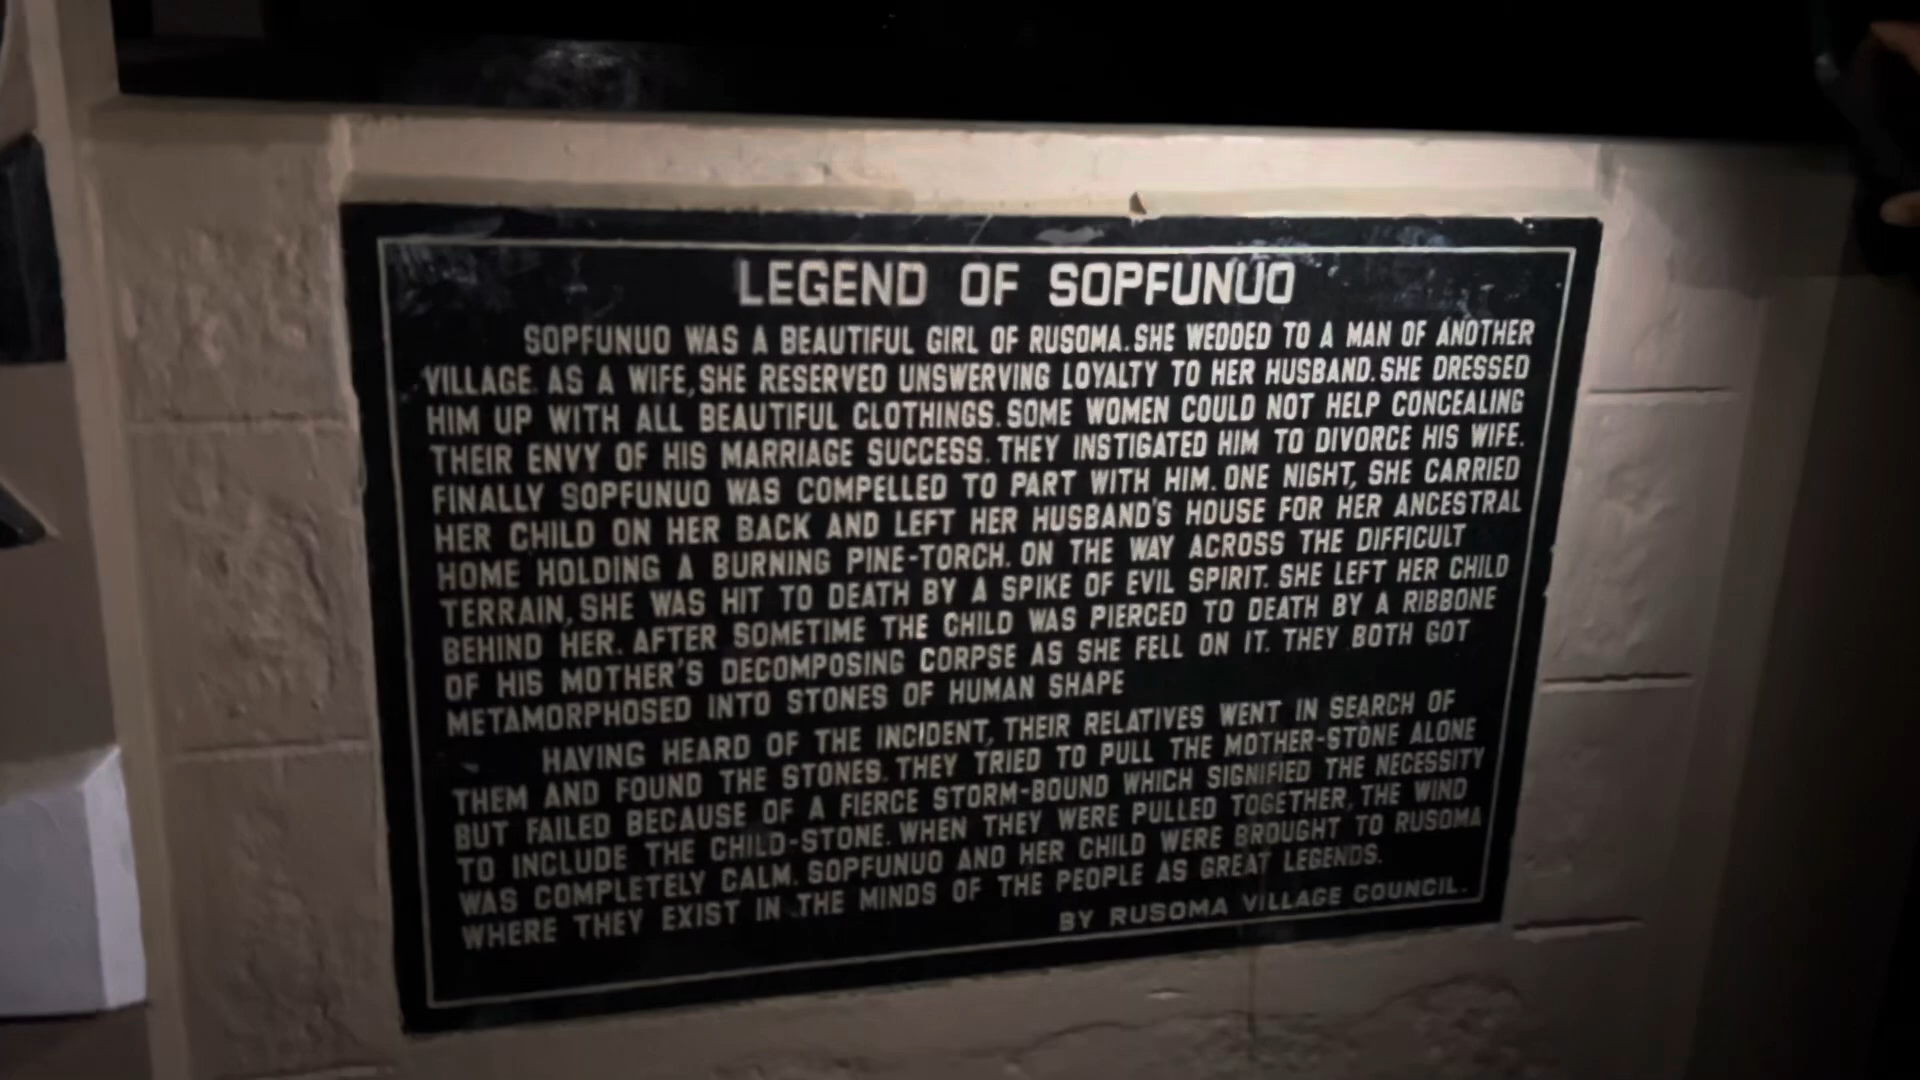 LEGEND OF SOPFUNUO
SOPFUNUO WAS A BEAUTIFUL GIRL OF RUSOMA. SHE WEDDED TO A MAN OF ANOTHER
VILLAGE. AS A WIFE, SHE RESERVED UNSWERVING LOYALTY TO HER HUSBAND. SHE DRESSED
HIM UP WITH ALL BEAUTIFUL CLOTHINGS. SOME WOMEN COULD NOT HELP CONCEALING
THEIR ENVY OF HIS MARRIAGE SUCCESS. THEY INSTIGATED HIM TO DIVORCE HIS WIFE.
FINALLY SOPFUNUO WAS COMPELLED TO PART WITH HIM. ONE NIGHT, SHE CARRIED
HER CHILD ON HER BACK AND LEFT HER HUSBAND'S HOUSE FOR HER ANCESTRAL
HOME HOLDING A BURNING PINE-TORCH. ON THE WAY ACROSS THE DIFFICULT
TERRAIN, SHE WAS HIT TO DEATH BY A SPIKE OF EVIL SPIRIT. SHE LEFT HER CHILD
BEHIND HER. AFTER SOMETIME THE CHILD WAS PIERCED TO DEATH BY A RIBBONE
OF HIS MOTHER'S DECOMPOSING CORPSE AS SHE FELL ON IT. THEY BOTH GOT
METAMORPHOSED INTO STONES OF HUMAN SHAPE
HAVING HEARD OF THE INCIDENT, THEIR RELATIVES WENT IN SEARCH OF
THEM AND FOUND THE STONES. THEY TRIED TO PULL THE MOTHER-STONE ALONE
BUT FAILED BECAUSE OF A FIERCE STORM-BOUND WHICH SIGNIFIED THE NECESSITY
TO INCLUDE THE CHILD-STONE. WHEN THEY WERE PULLED TOGETHER, THE WIND
WAS COMPLETELY CALM. SOPFUNUO AND HER CHILD WERE BROUGHT TO RUSOMA
WHERE THEY EXIST IN THE MINDS OF THE PEOPLE AS GREAT LEGENDS.
BY RUSOMA VILLAGE COUNCIL.